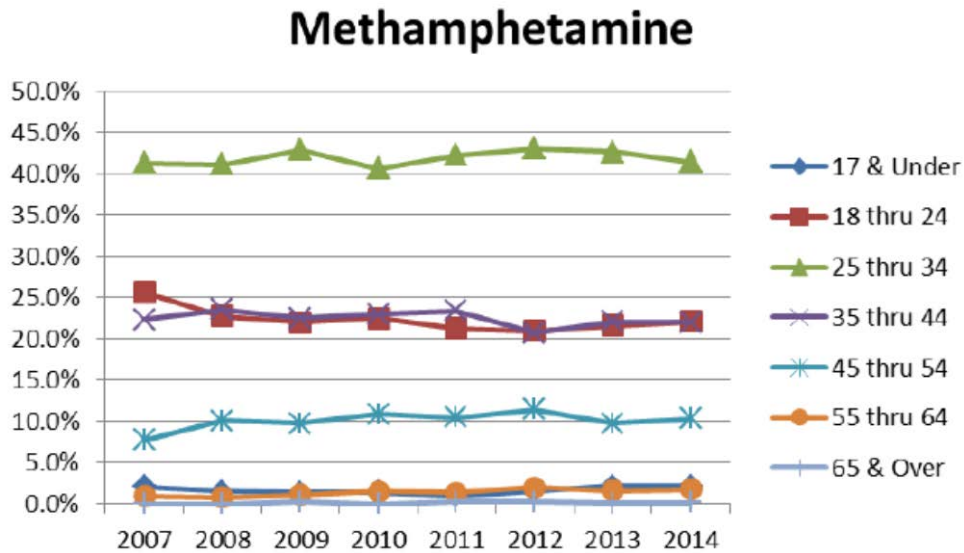 Methamphetamine
50.0%
45.0%
40.0%
35.0%
30.0%
25.0%
20.0%
15.0%
10.0%
5.0%
0.0%
2007 2008 2009 2010 2011 2012 2013 2014
17 & Under
18 thru 24
25 thru 34
35 thru 44
45 thru 54
55 thru 64
65 & Over